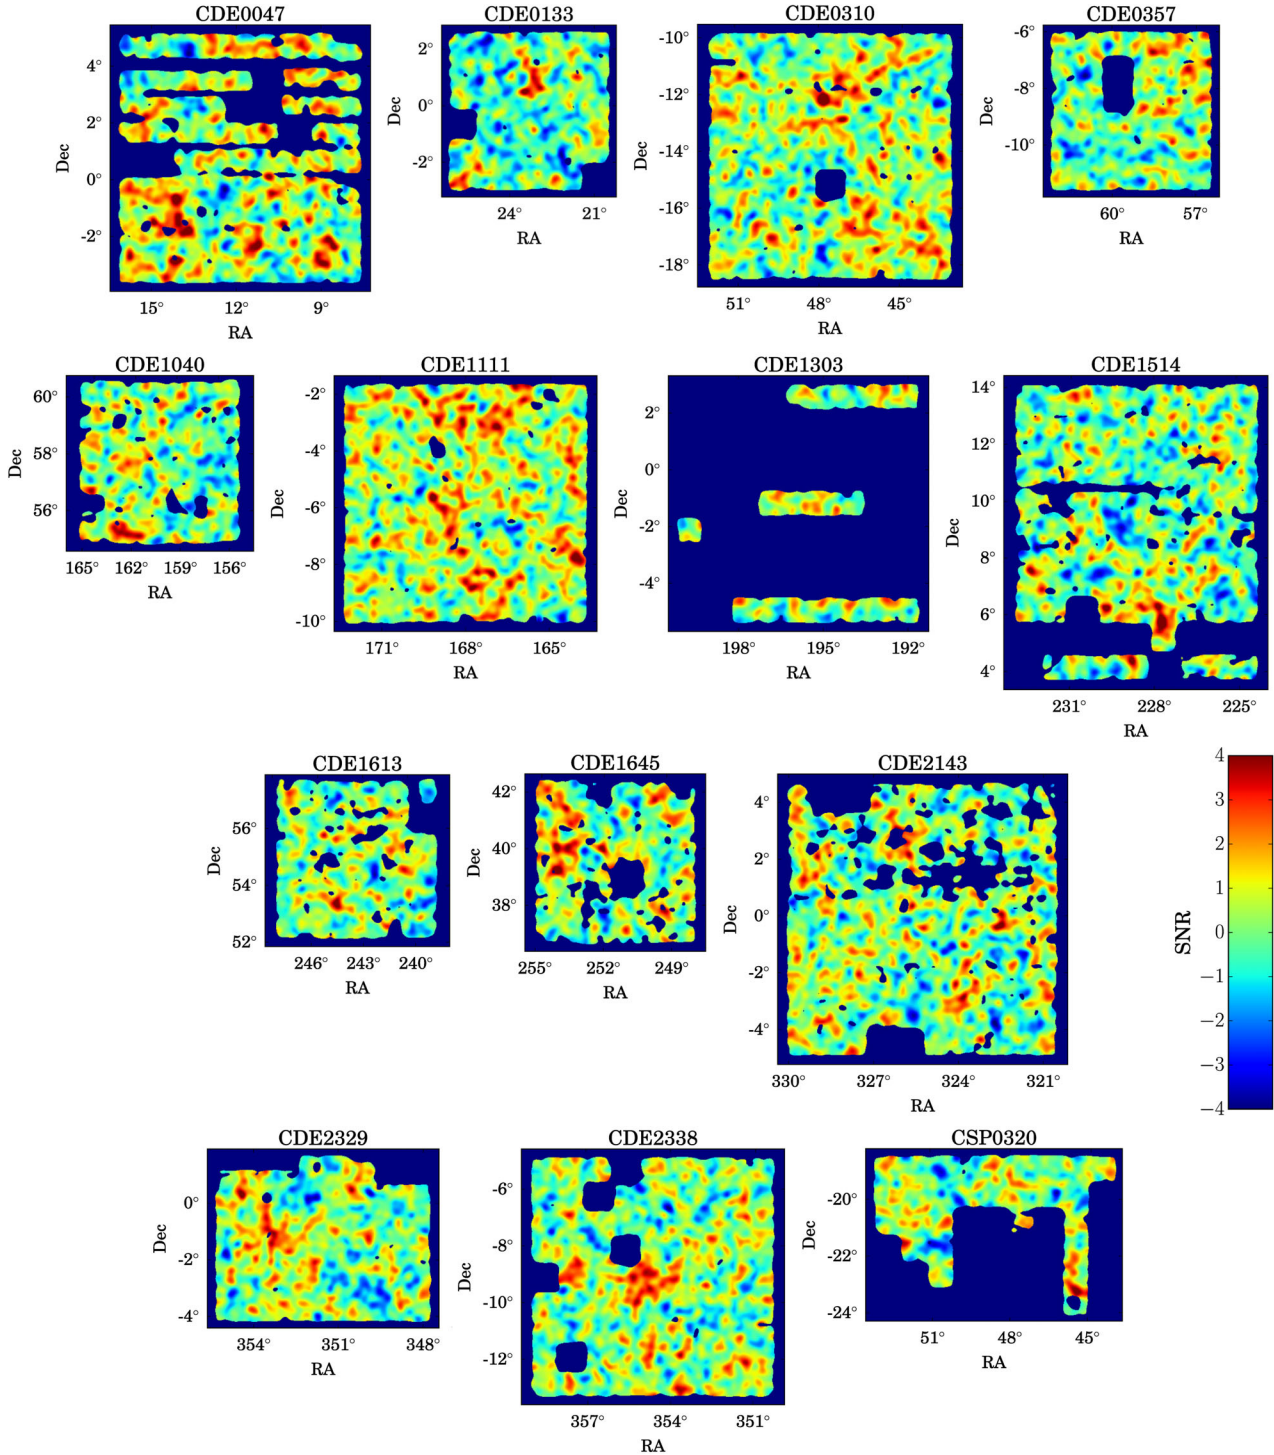 CDE0047 CDE0133 CDE0310 CDE0357
Dec 4° 2° 0° -2°
15° 12° 9°
RA
Dec 2° 0° -2°
24° 21°
RA
Dec -10° -12° -14° -16° -18°
51° 48° 45°
RA
Dec -6° -8° -10°
60° 57°
RA
CDE1040 CDE1111 CDE1303 CDE1514
Dec 60° 58° 56°
165° 162° 159° 156°
RA
Dec -2° -4° -6° -8° -10°
171° 168° 165°
RA
Dec 2° 0° -2° -4°
198° 195° 192°
RA
Dec 14° 12° 10° 8° 6° 4°
231° 228° 225°
RA
CDE1613 CDE1645 CDE2143
Dec 56° 54° 52°
246° 243° 240°
RA
Dec 42° 40° 38°
255° 252° 249°
RA
Dec 4° 2° 0° -2° -4°
330° 327° 324° 321°
RA
SNR 4 3 2 1 0 −1 −2 −3 −4
CDE2329 CDE2338 CSP0320
Dec 0° -2° -4°
354° 351° 348°
RA
Dec -6° -8° -10° -12°
357° 354° 351°
RA
Dec -20° -22° -24°
51° 48° 45°
RA